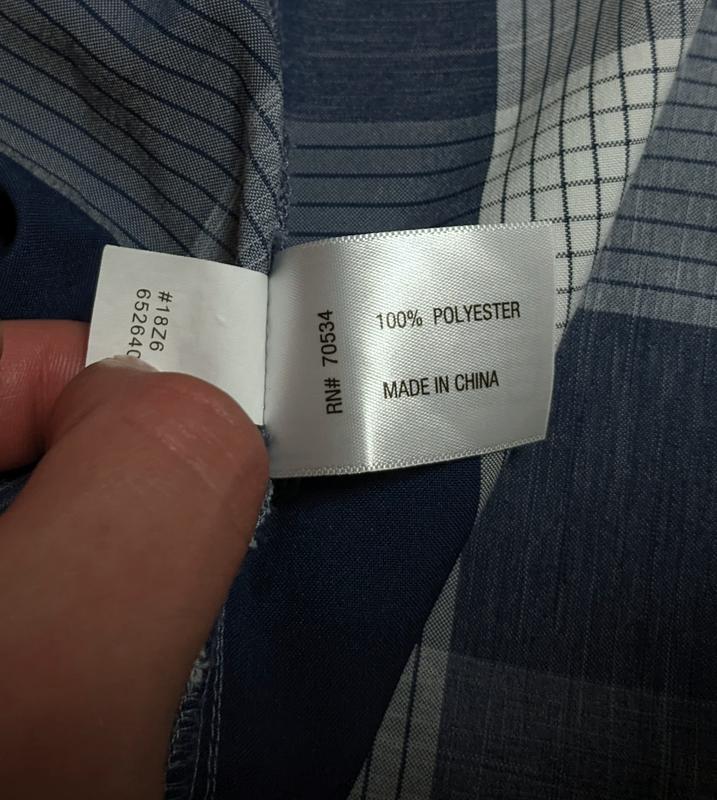 #18Z6
652640
RN# 70534
100% POLYESTER
MADE IN CHINA